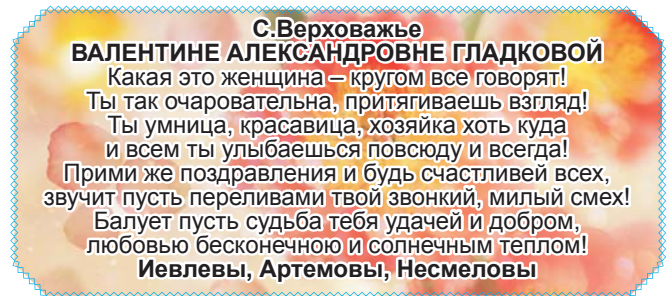 С.Верховажье
ВАЛЕНТИНЕ АЛЕКСАНДРОВНЕ ГЛАДКОВОЙ
Какая это женщина – кругом все говорят!
Ты так очаровательна, притягиваешь взгляд!
Ты умница, красавица, хозяйка хоть куда
и всем ты улыбаешься повсюду и всегда!
Прими же поздравления и будь счастливей всех,
звучит пусть переливами твой звонкий, милый смех!
Балует пусть судьба тебя удачей и добром,
любовью бесконечною и солнечным теплом!
Иевлевы, Артемовы, Несмеловы